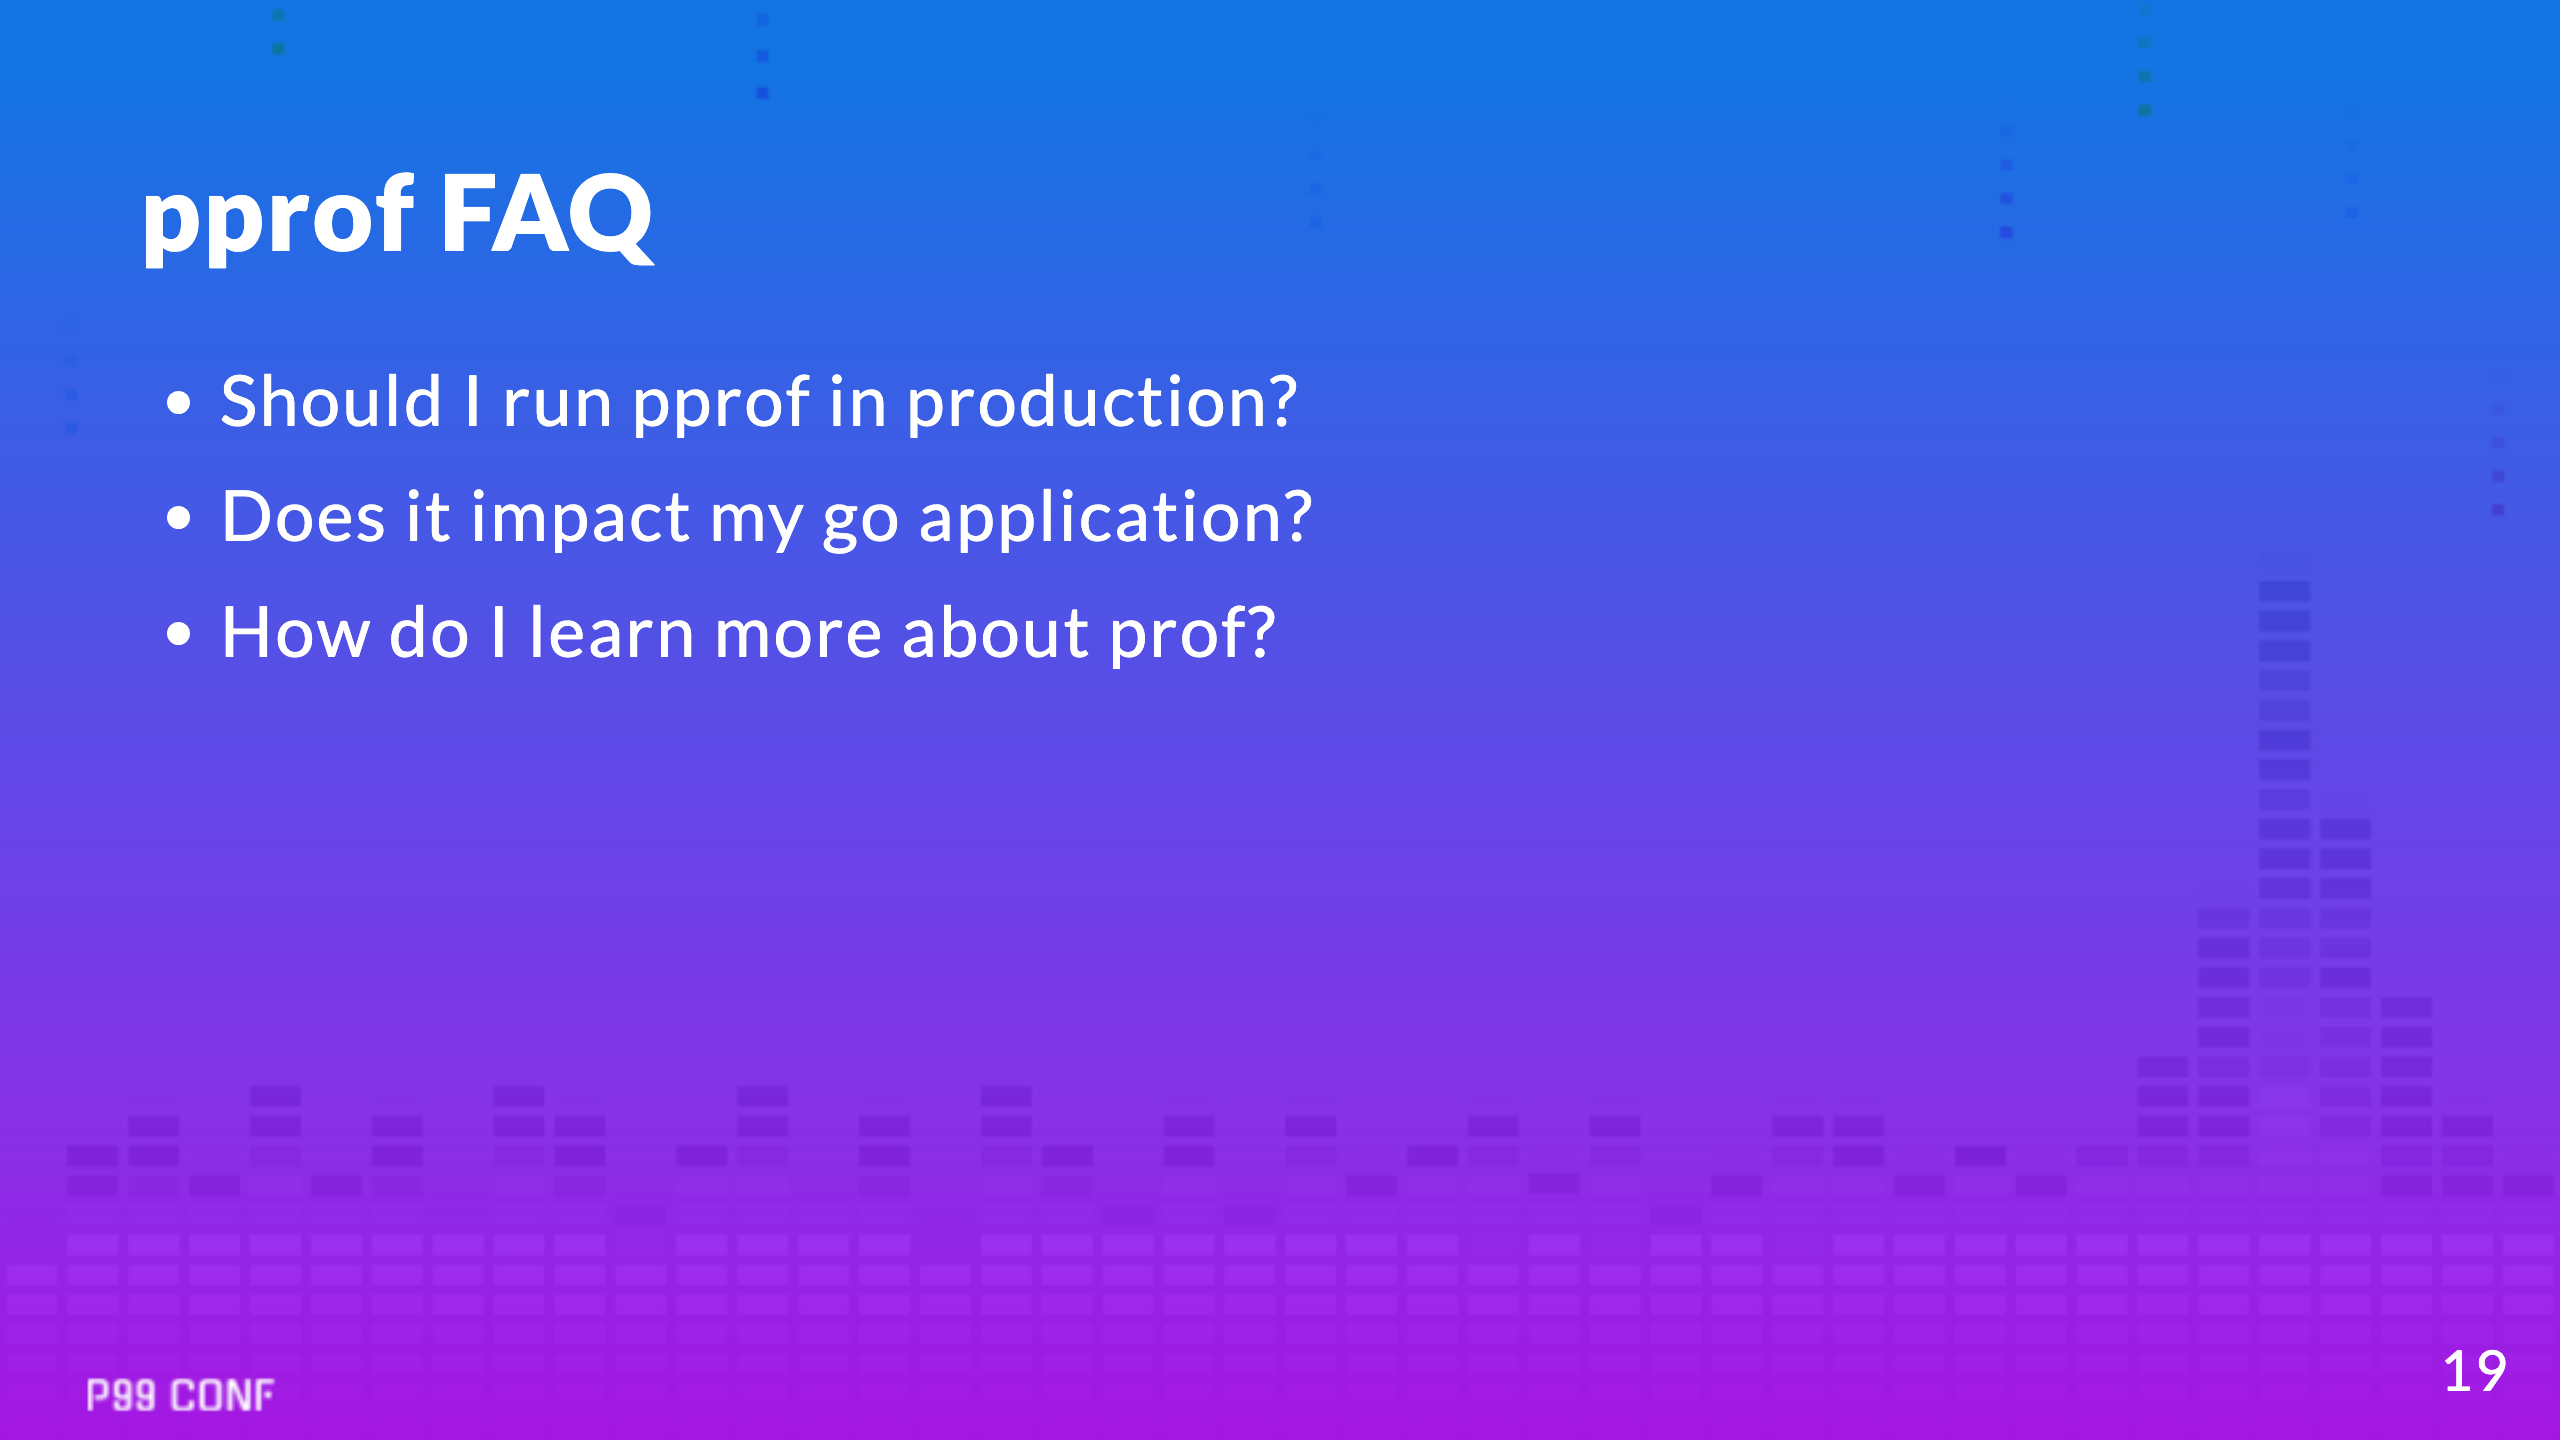 pprof FAQ
• Should I run pprof in production?
• Does it impact my go application?
• How do I learn more about prof?
P99 CONF
19